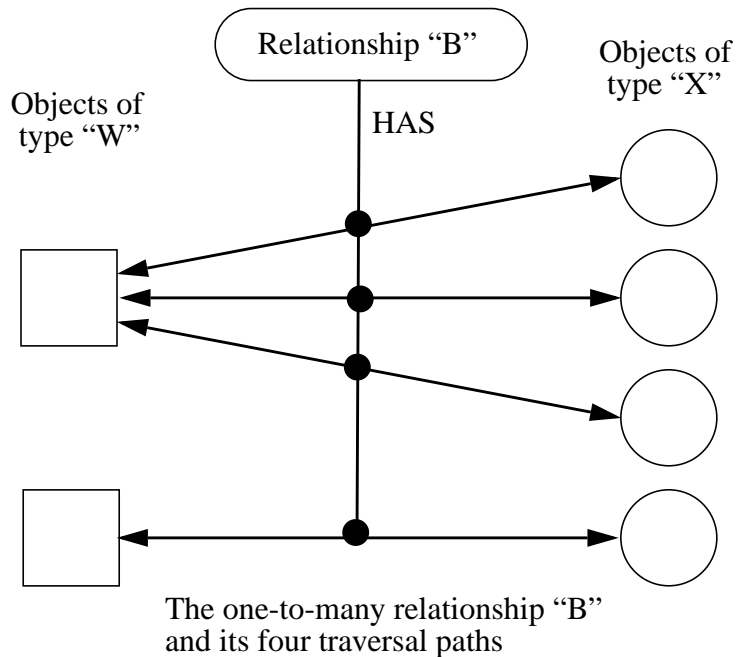 Relationship “B”
Objects of
type “X”
Objects of
type “W”
HAS
The one-to-many relationship “B”
and its four traversal paths